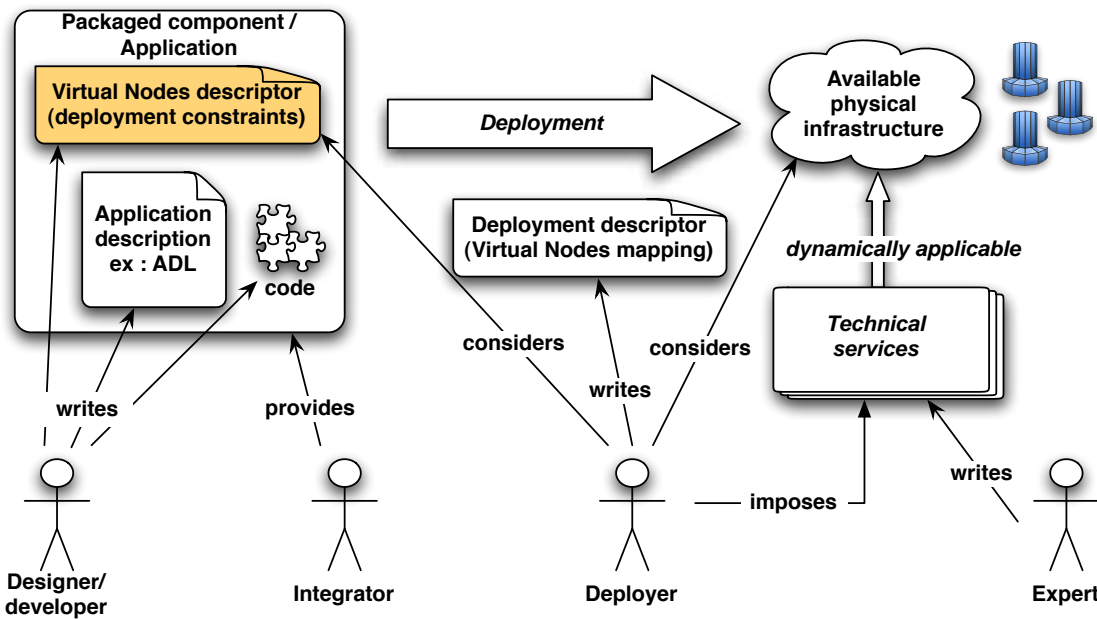 Packaged component /
Application
Virtual Nodes descriptor
(deployment constraints)
Application
description
ex : ADL
code
Deployment
Available
physical
infrastructure
Deployment descriptor
(Virtual Nodes mapping)
dynamically applicable
Technical
services
considers
considers
writes
provides
writes
imposes
writes
Designer/
developer
Integrator
Deployer
Expert